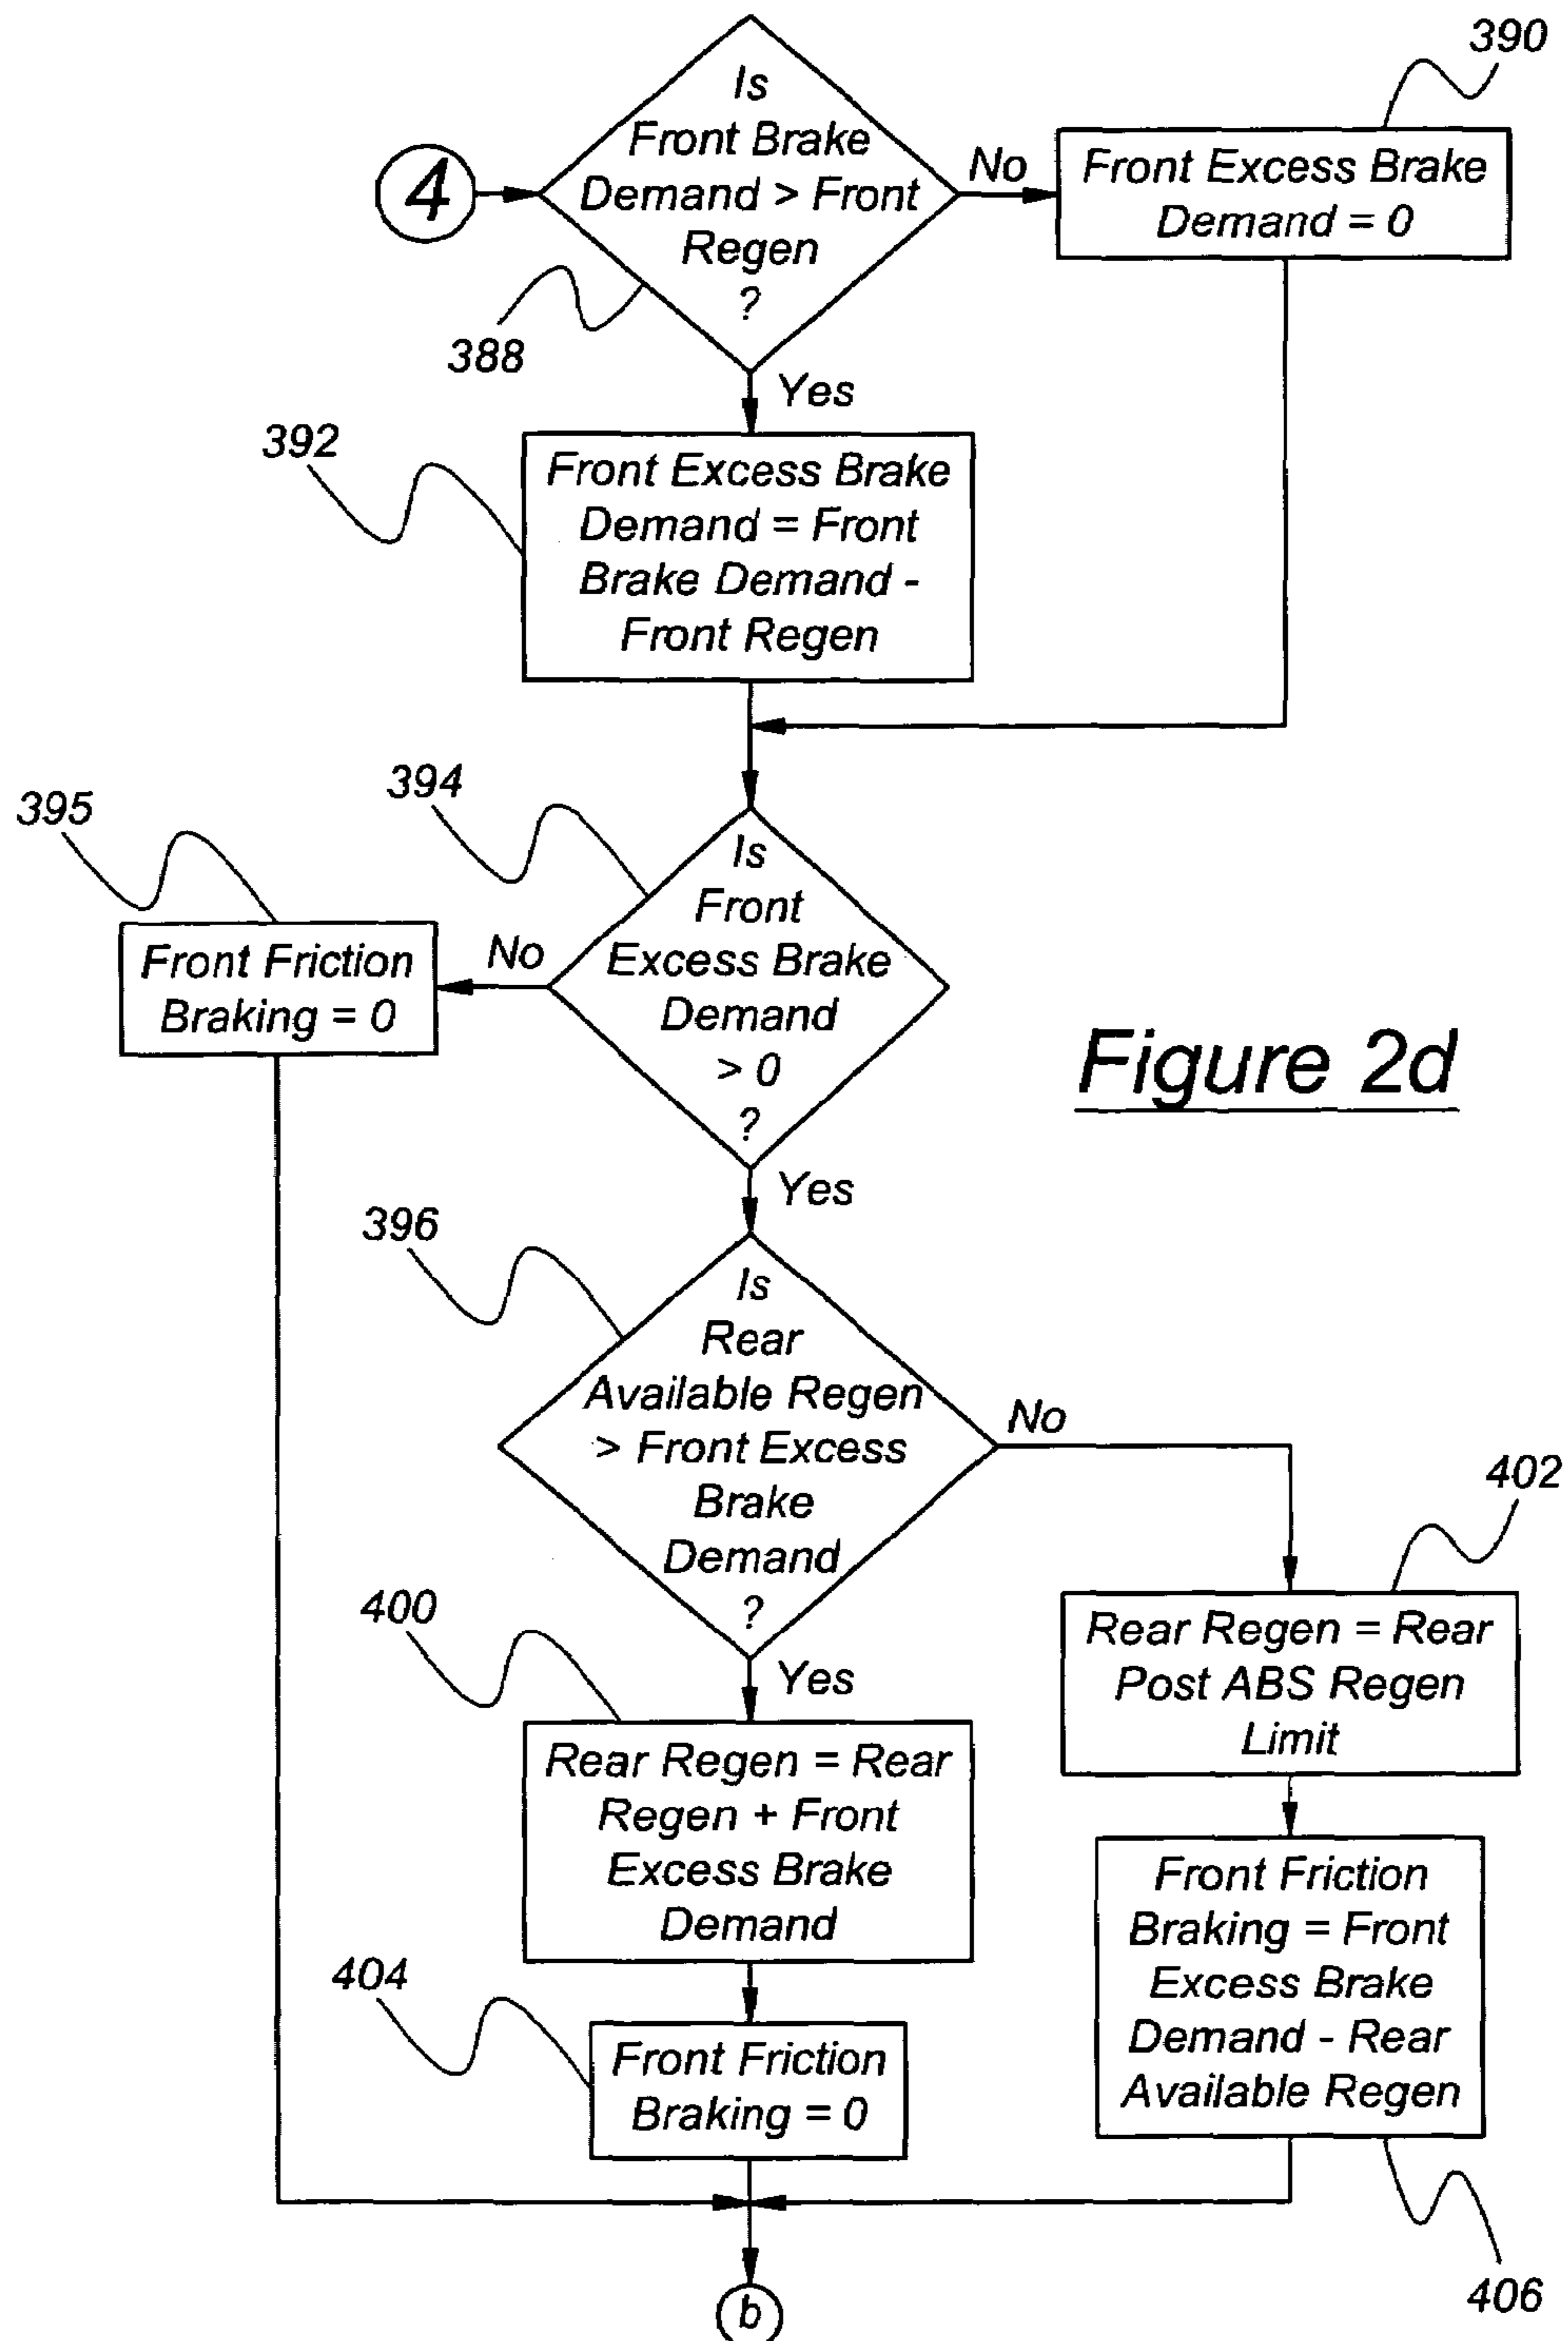 390
Is
Front Brake
Demand > Front
Regen
?
4
No
Front Excess Brake
Demand = 0
388
Yes
392
Front Excess Brake
Demand = Front
Brake Demand -
Front Regen
394
395
Is
Front
Excess Brake
Demand
> 0
?
No
Front Friction
Braking = 0
Figure 2d
Yes
396
Is
Rear
Available Regen
> Front Excess
Brake
Demand
?
No
402
400
Yes
Rear Regen = Rear
Post ABS Regen
Limit
Rear Regen = Rear
Regen + Front
Excess Brake
Demand
Front Friction
Braking = Front
Excess Brake
Demand - Rear
Available Regen
404
Front Friction
Braking = 0
406
b